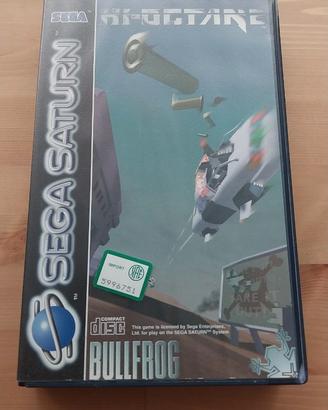 SEGA
HI-OCTANE
SEGA SATURN
TM
IMPORT
5996751
COMPACT
disc
This game is licensed by Sega Enterprises,
Ltd. for play on the SEGA SATURN™ System.
BULLFROG